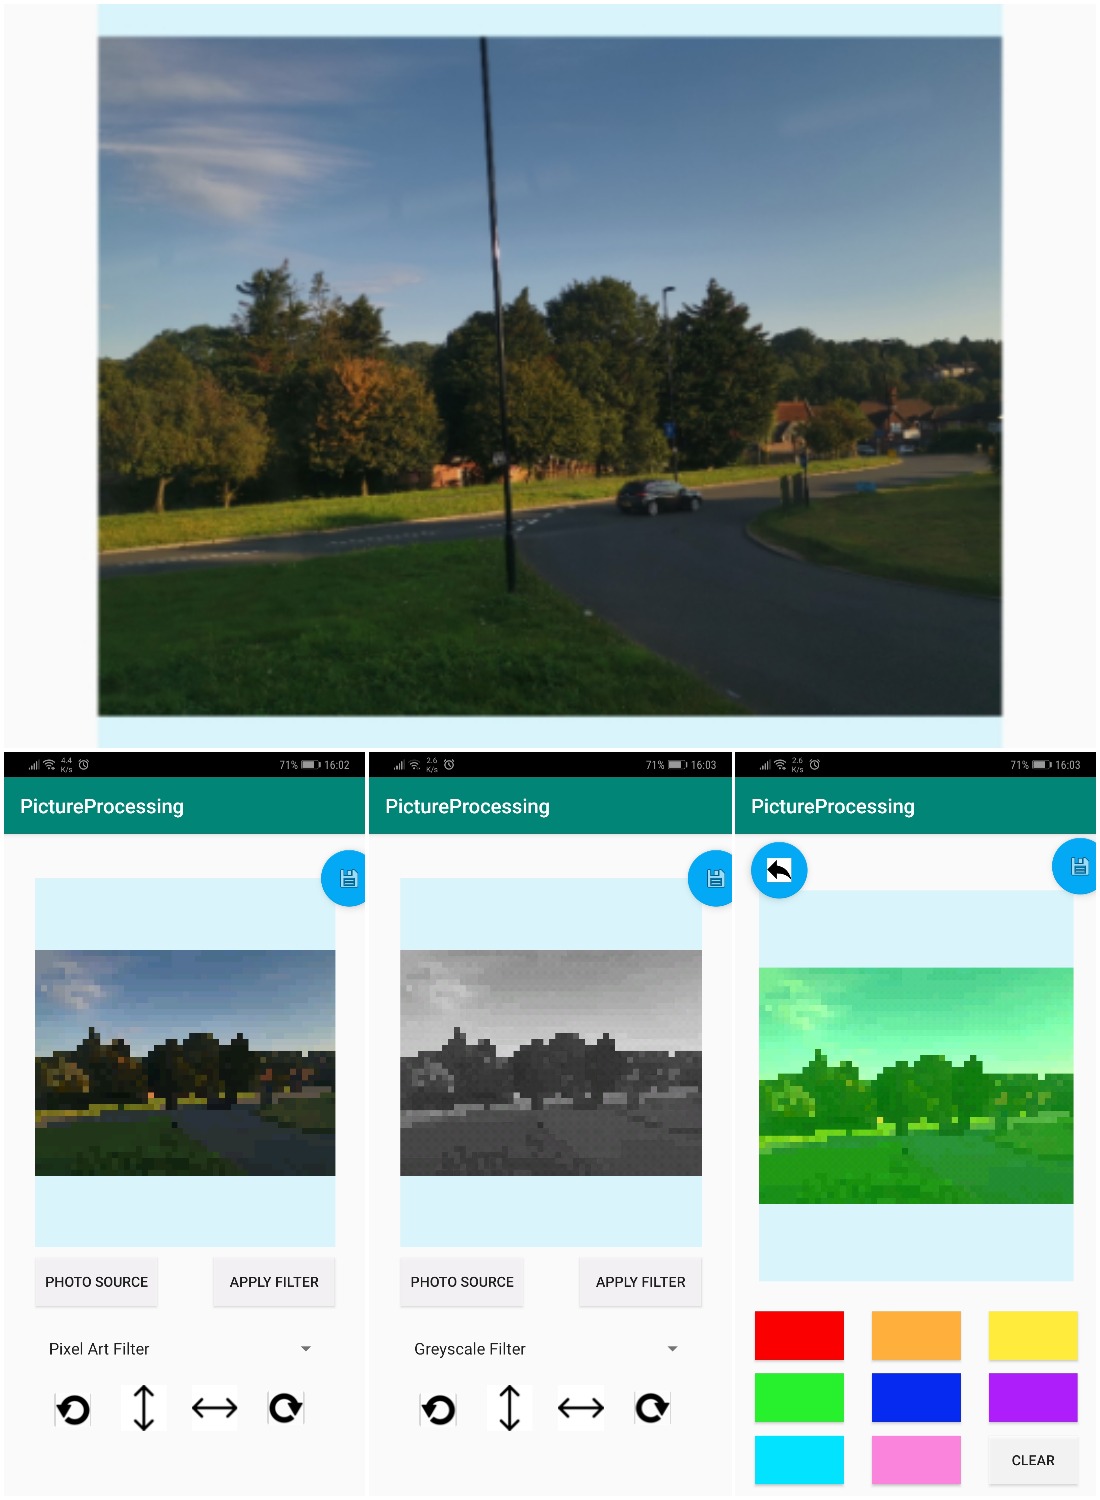 4.4
K/s
71% 16:02
PictureProcessing
PHOTO SOURCE
APPLY FILTER
Pixel Art Filter
2.6
K/s
71% 16:03
PictureProcessing
PHOTO SOURCE
APPLY FILTER
Greyscale Filter
2.6
K/s
71% 16:03
PictureProcessing
CLEAR